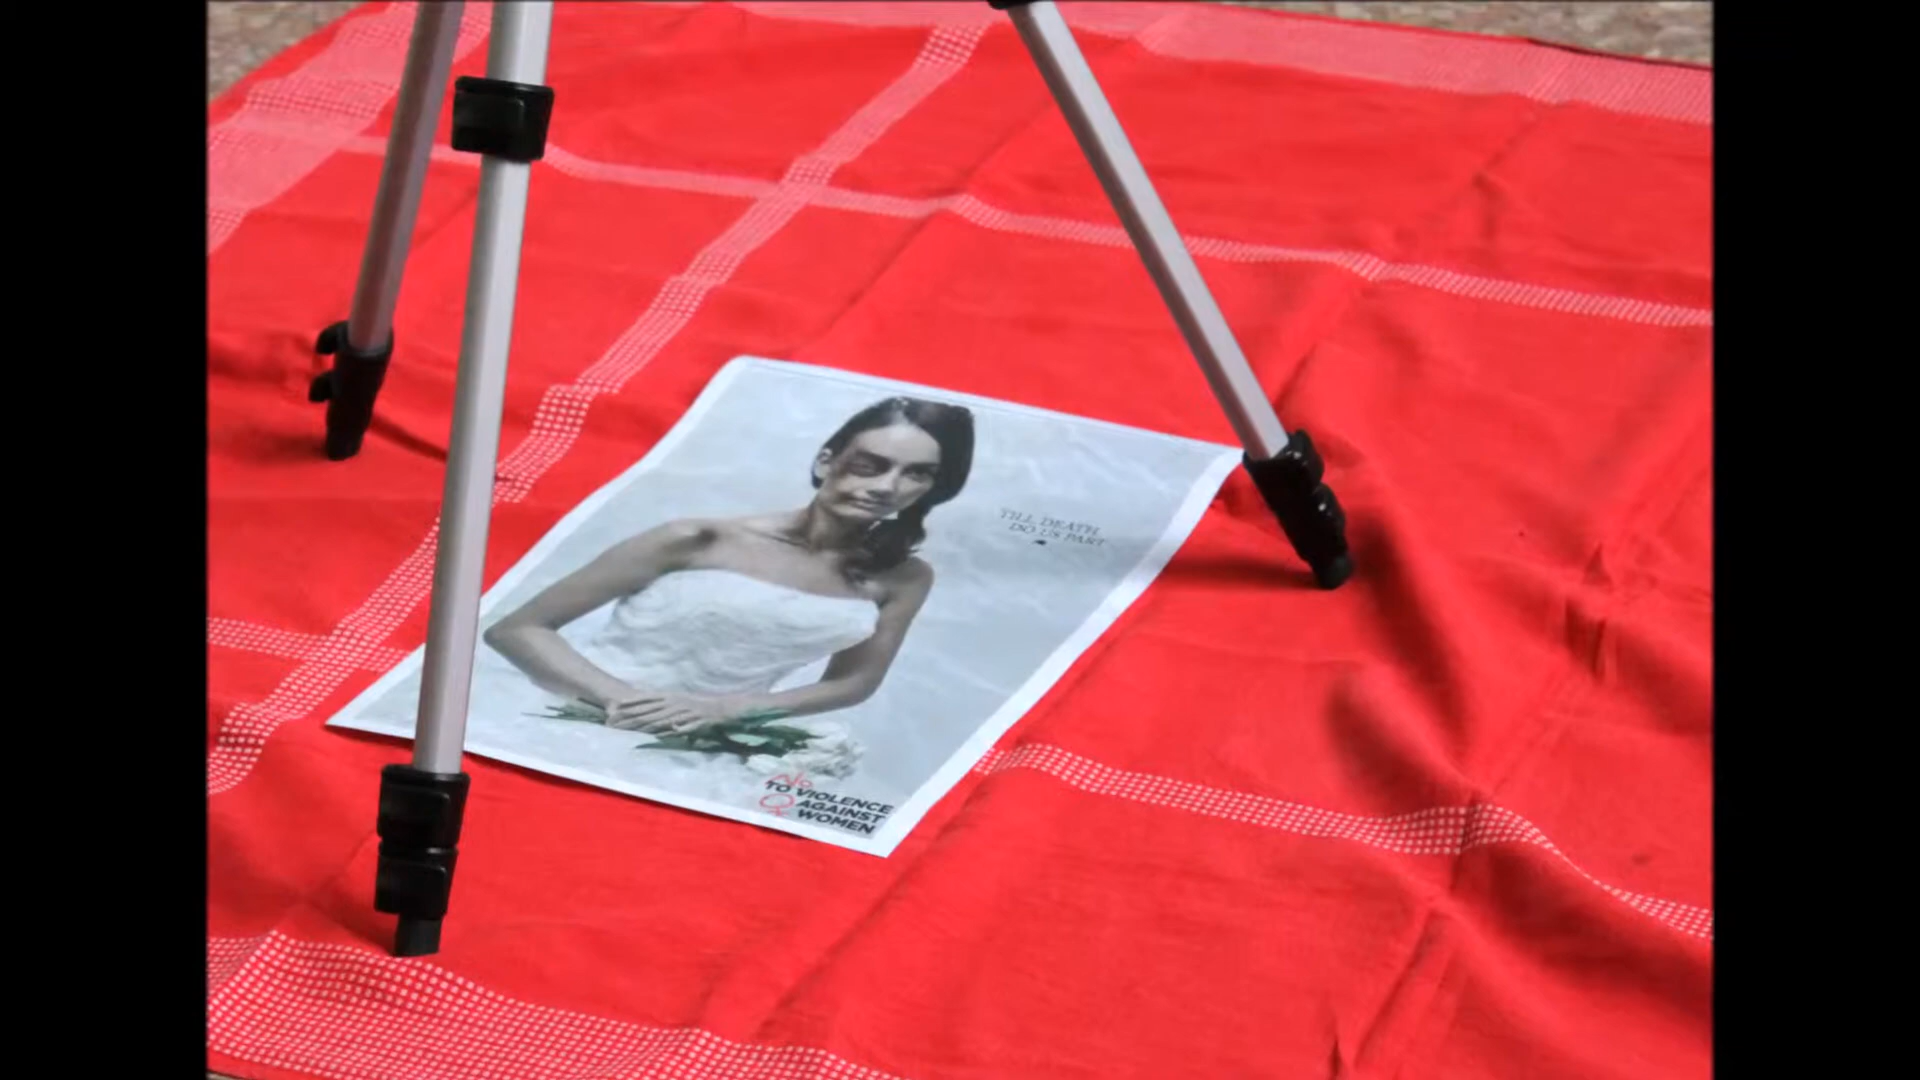 TILL DEATH
DO US PART
No
TO VIOLENCE
AGAINST
WOMEN